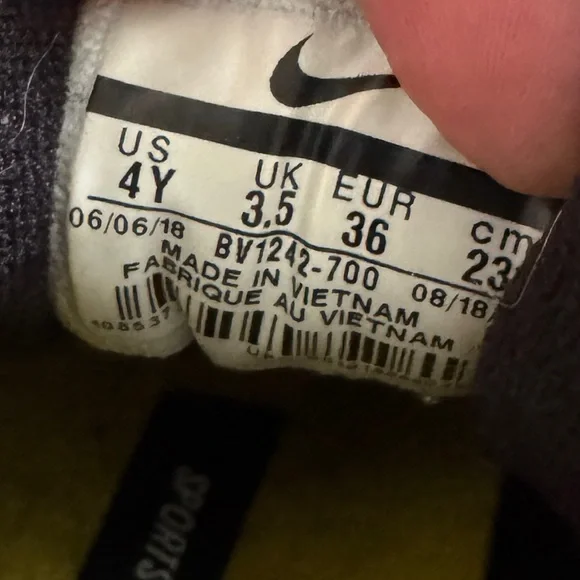 US UK EUR cm
4Y 3.5 36 23
06/06/18 BV1242-700 08/18
MADE IN VIETNAM
FABRIQUE AU VIETNAM
SPORTS